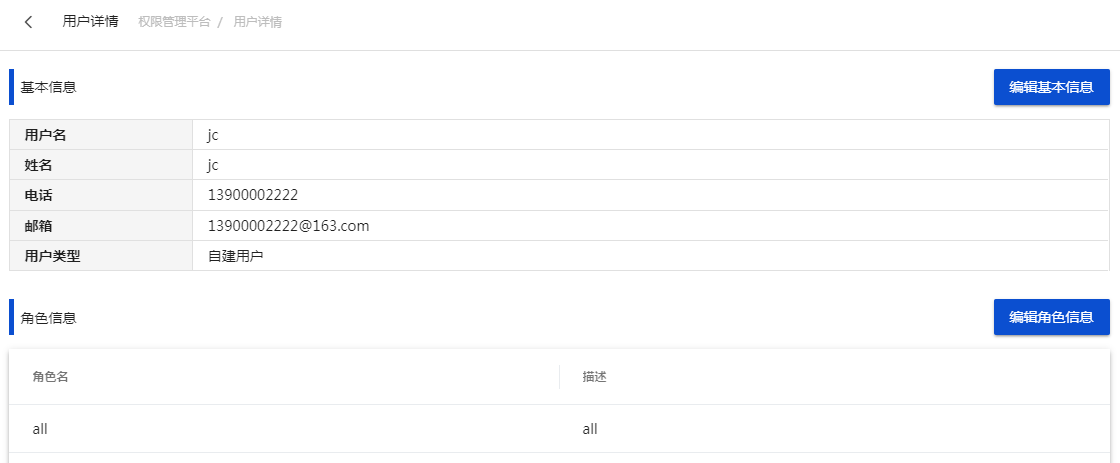 用户详情 权限管理平台 / 用户详情
基本信息 编辑基本信息
用户名 jc
姓名 jc
电话 13900002222
邮箱 13900002222@163.com
用户类型 自建用户
角色信息 编辑角色信息
角色名 描述
all all